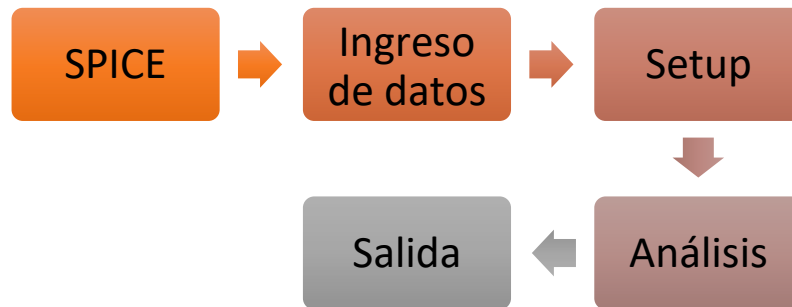 SPICE
Ingreso
de datos
Setup
Análisis
Salida